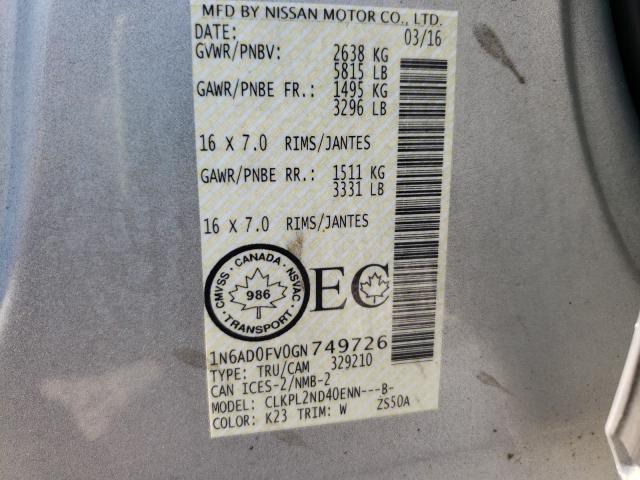 MFD BY NISSAN MOTOR CO., LTD.
DATE: 03/16
GVWR/PNBV: 2638 KG
5815 LB
GAWR/PNBE FR.: 1495 KG
3296 LB
16 X 7.0 RIMS/JANTES
GAWR/PNBE RR.: 1511 KG
3331 LB
16 X 7.0 RIMS/JANTES
CMVSS · CANADA · NSVAC · TRANSPORT ·
986
EC
1N6AD0FV0GN749726
TYPE: TRU/CAM 329210
CAN ICES-2/NMB-2
MODEL: CLKPL2ND40ENN---B-
COLOR: K23 TRIM: W ZS50A